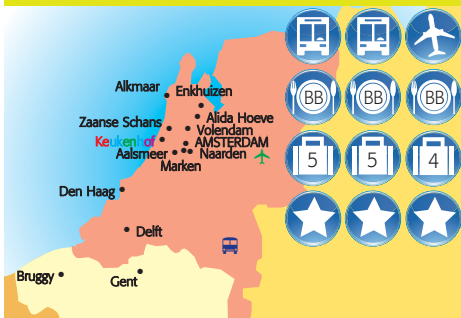 Alkmaar
Enkhuizen
Alida Hoeve
Zaanse Schans
Volendam
Keukenhof
AMSTERDAM
Aalsmeer
Naarden
Marken
Den Haag
Delft
Bruggy
Gent
BB BB BB
5 5 4